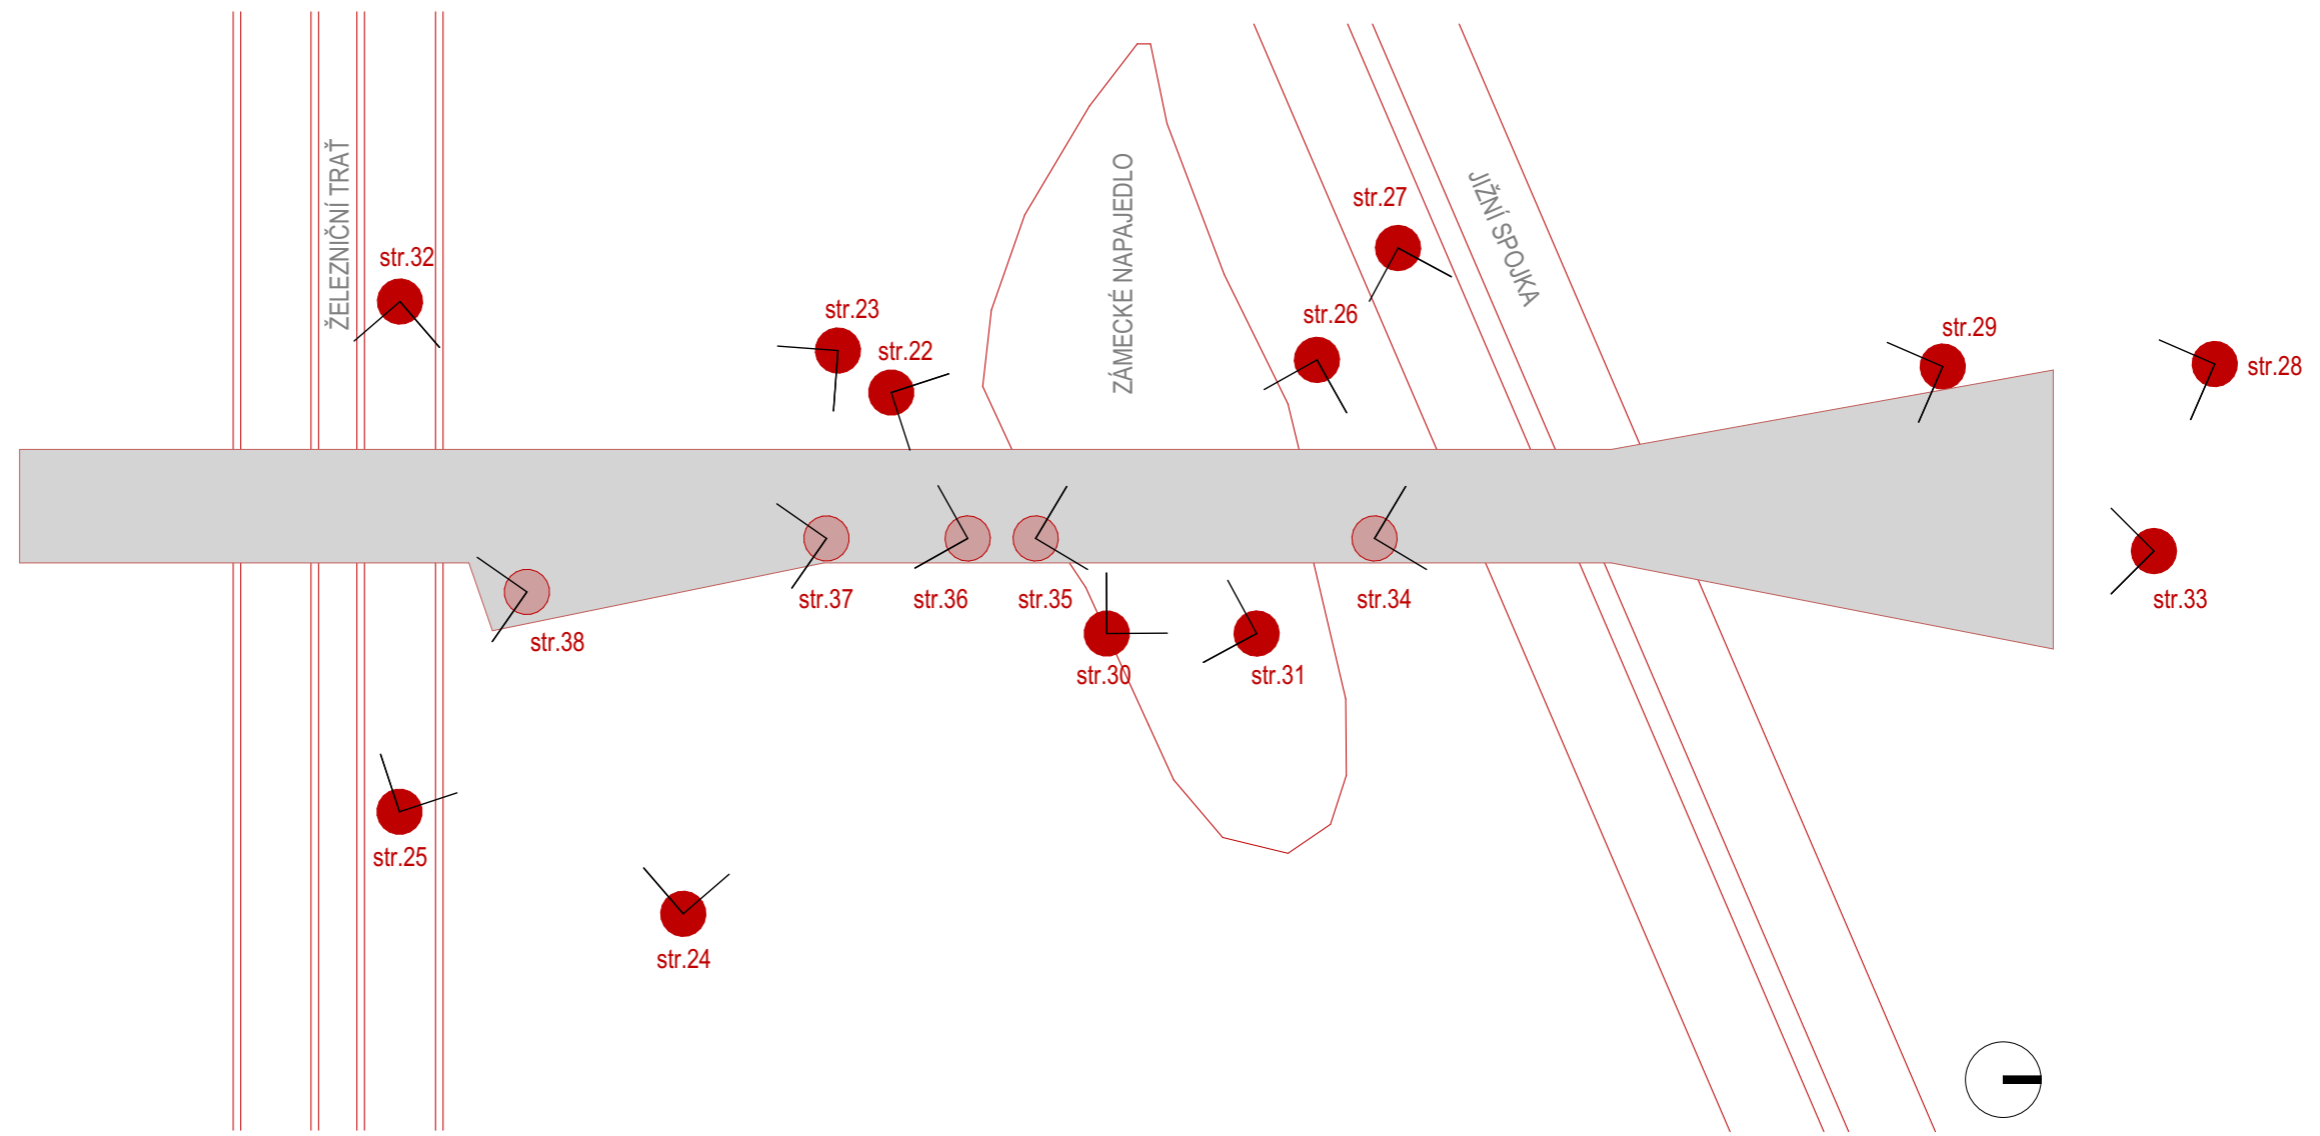 ŽELEZNIČNÍ TRAŤ
ZÁMECKÉ NAPAJEDLO
JIŽNÍ SPOJKA
str.27
str.32
str.23
str.26
str.29
str.22
str.28
str.37
str.36
str.35
str.34
str.33
str.38
str.30
str.31
str.25
str.24